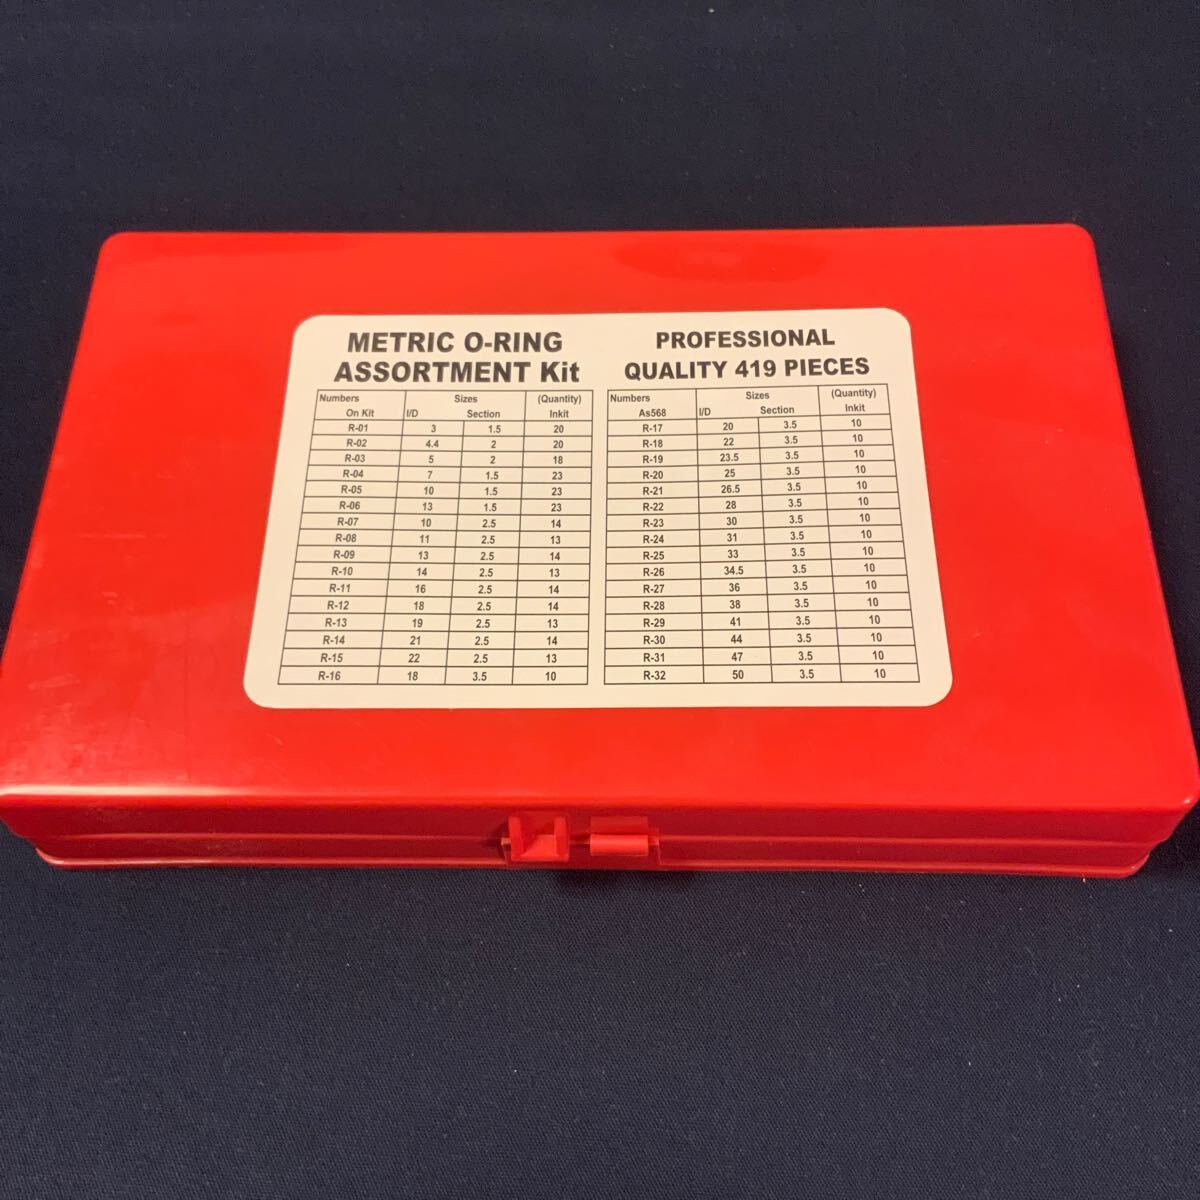 METRIC O-RING
ASSORTMENT Kit
Numbers Sizes (Quantity)
On Kit I/D Section Inkit
R-01 3 1.5 20
R-02 4.4 2 20
R-03 5 2 18
R-04 7 1.5 23
R-05 10 1.5 23
R-06 13 1.5 23
R-07 10 2.5 14
R-08 11 2.5 13
R-09 13 2.5 14
R-10 14 2.5 13
R-11 16 2.5 14
R-12 18 2.5 14
R-13 19 2.5 13
R-14 21 2.5 14
R-15 22 2.5 13
R-16 18 3.5 10
PROFESSIONAL
QUALITY 419 PIECES
Numbers Sizes (Quantity)
As568 I/D Section Inkit
R-17 20 3.5 10
R-18 22 3.5 10
R-19 23.5 3.5 10
R-20 25 3.5 10
R-21 26.5 3.5 10
R-22 28 3.5 10
R-23 30 3.5 10
R-24 31 3.5 10
R-25 33 3.5 10
R-26 34.5 3.5 10
R-27 36 3.5 10
R-28 38 3.5 10
R-29 41 3.5 10
R-30 44 3.5 10
R-31 47 3.5 10
R-32 50 3.5 10